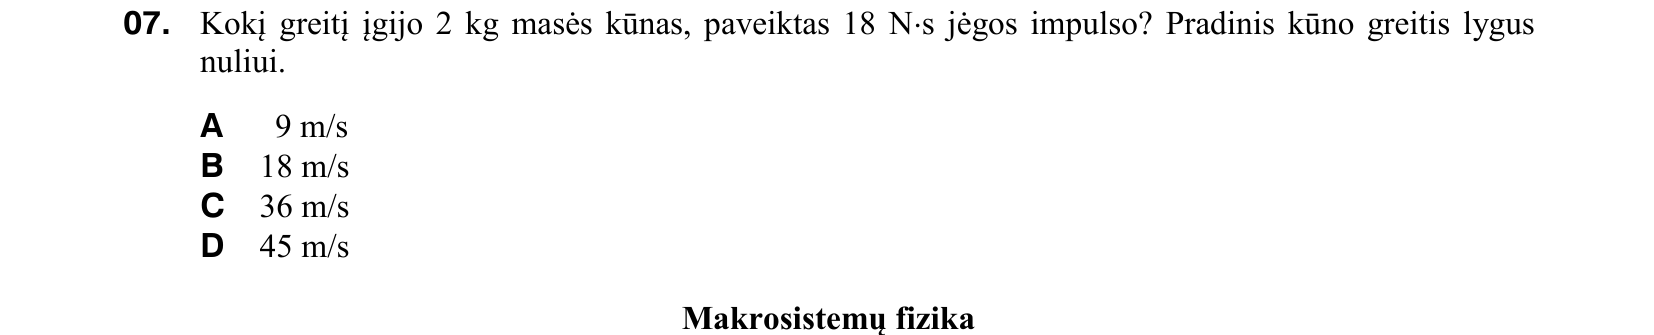 07. Kokį greitį įgijo 2 kg masės kūnas, paveiktas 18 N·s jėgos impulso? Pradinis kūno greitis lygus
nuliui.
A 9 m/s
B 18 m/s
C 36 m/s
D 45 m/s
Makrosistemų fizika